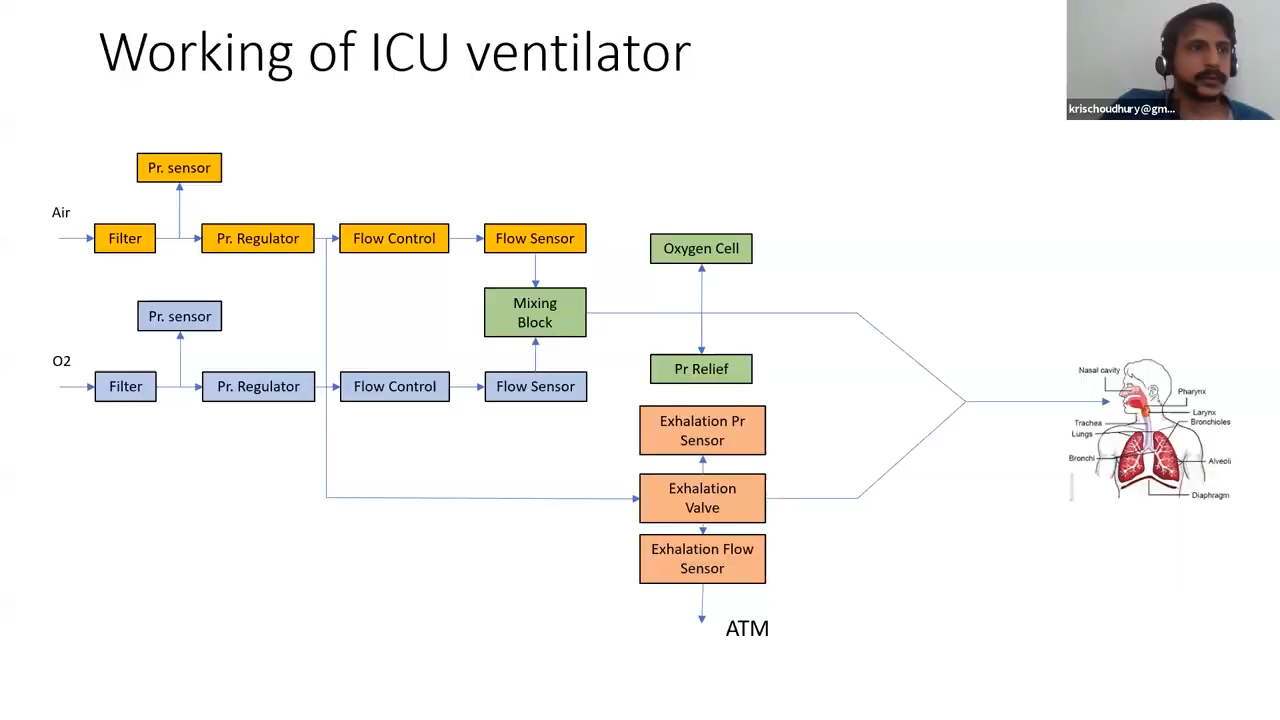 Working of ICU ventilator
krischoudhury@gm...
Pr. sensor
Air
Filter
Pr. Regulator
Flow Control
Flow Sensor
Oxygen Cell
Mixing
Block
Pr. sensor
O2
Filter
Pr. Regulator
Flow Control
Flow Sensor
Pr Relief
Exhalation Pr
Sensor
Exhalation
Valve
Exhalation Flow
Sensor
ATM
Nasal cavity
Pharynx
Larynx
Trachea
Bronchioles
Lungs
Bronchi
Alveoli
Diaphragm